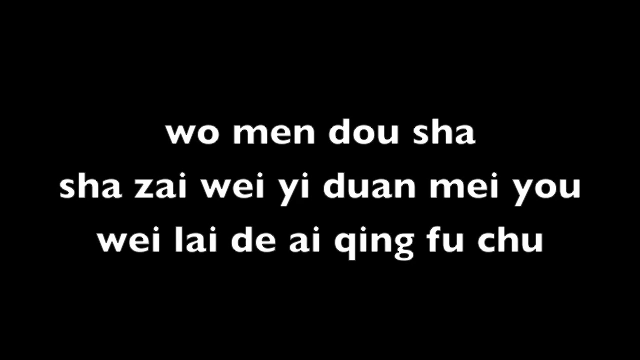 wo men dou sha
sha zai wei yi duan mei you
wei lai de ai qing fu chu